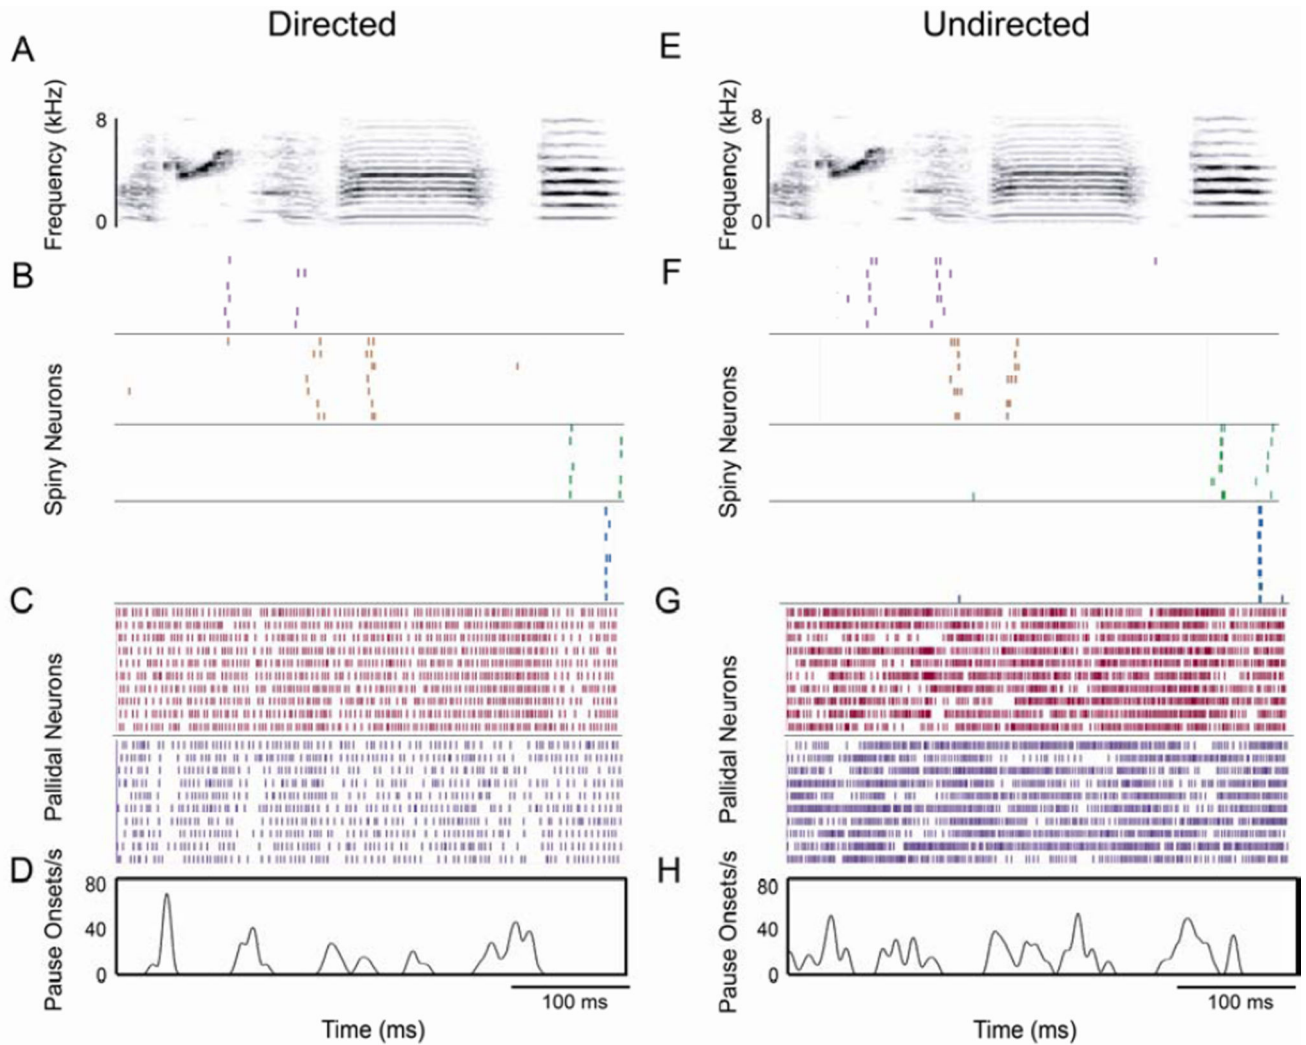 Directed
Undirected
A
E
Frequency (kHz)
8
0
Frequency (kHz)
8
0
B
F
Spiny Neurons
Spiny Neurons
C
G
Pallidal Neurons
Pallidal Neurons
D
H
Pause Onsets/s
80
40
0
Pause Onsets/s
80
40
0
100 ms
100 ms
Time (ms)
Time (ms)